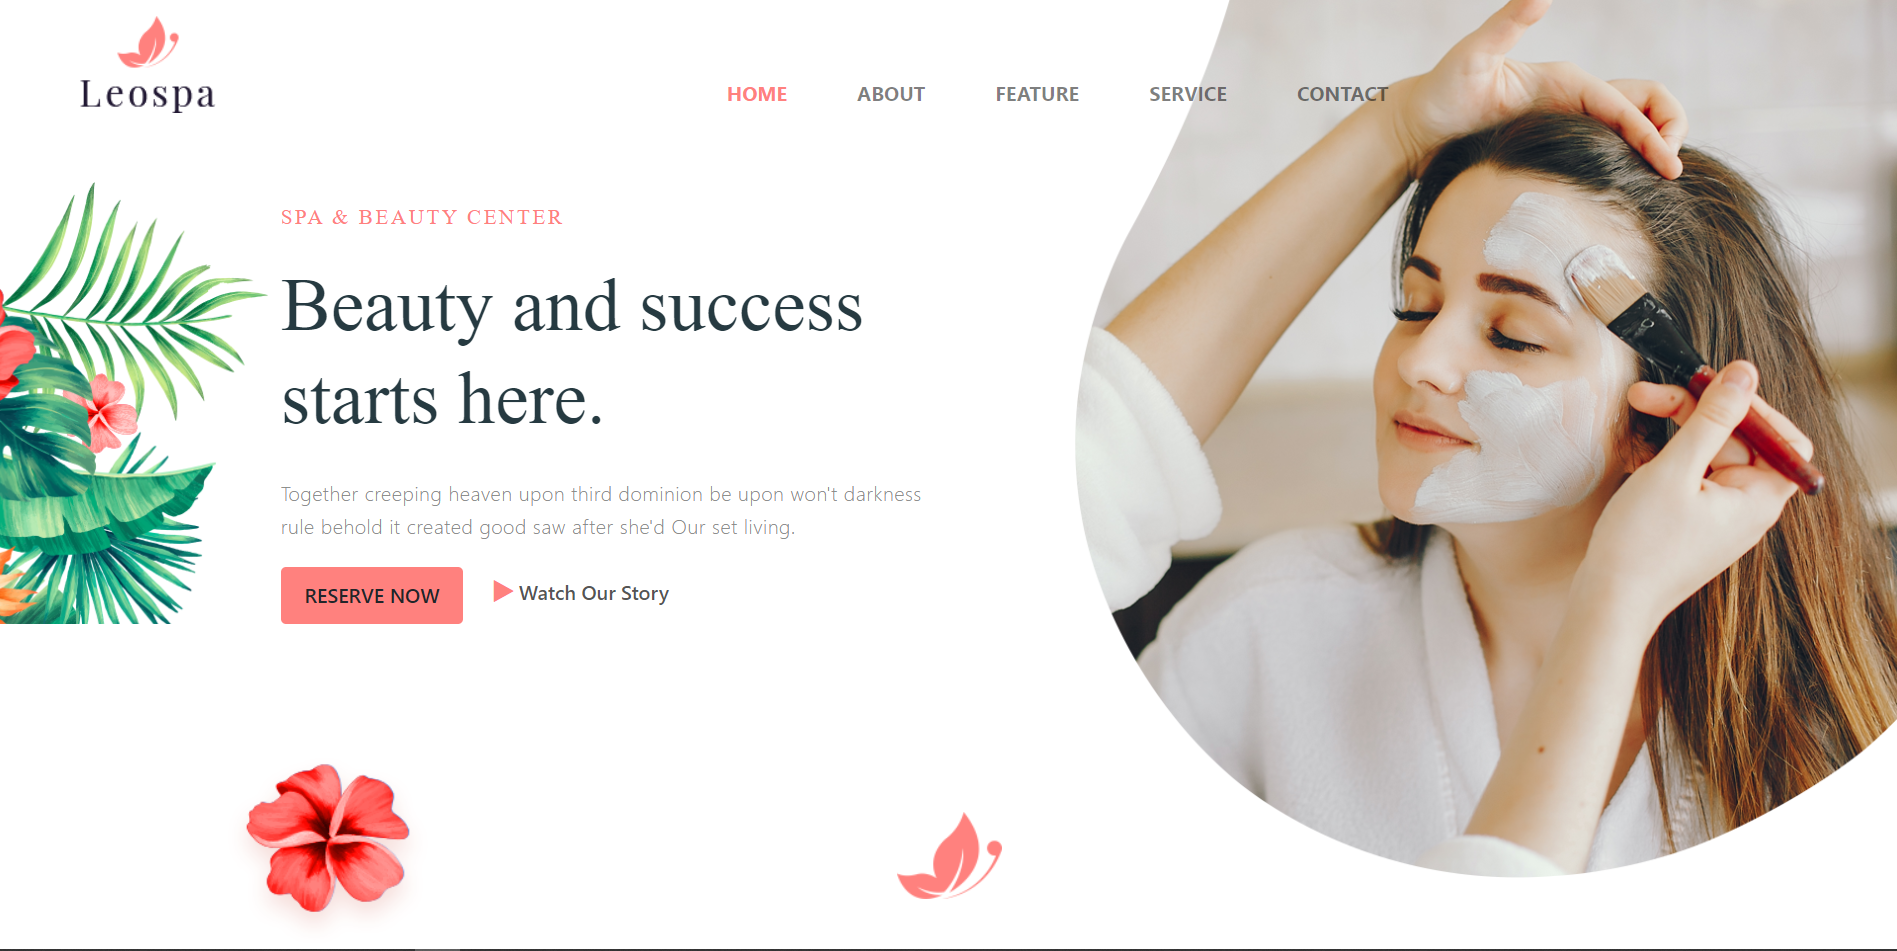 Leospa
HOME ABOUT FEATURE SERVICE CONTACT
SPA & BEAUTY CENTER
Beauty and success
starts here.
Together creeping heaven upon third dominion be upon won't darkness
rule behold it created good saw after she'd Our set living.
RESERVE NOW Watch Our Story